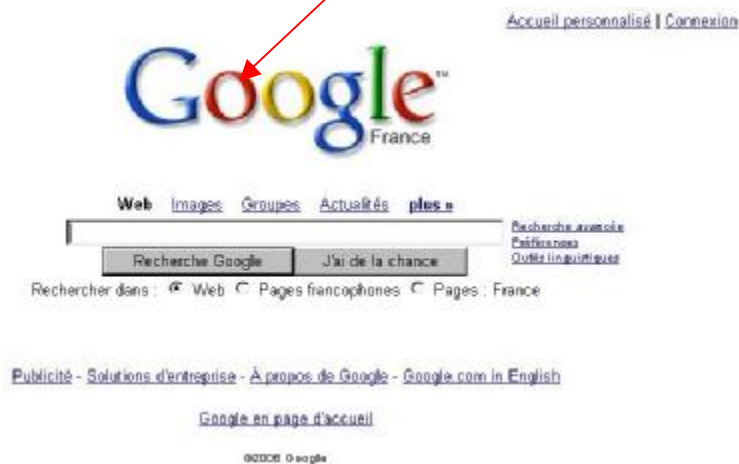 Accueil personnalisé | Connexion
Google™
France
Web Images Groupes Actualités plus »
Recherche avancée
Préférences
Outils linguistiques
Recherche Google J'ai de la chance
Rechercher dans : Web Pages francophones Pages : France
Publicité - Solutions d'entreprise - À propos de Google - Google.com in English
Google en page d'accueil
©2006 Google